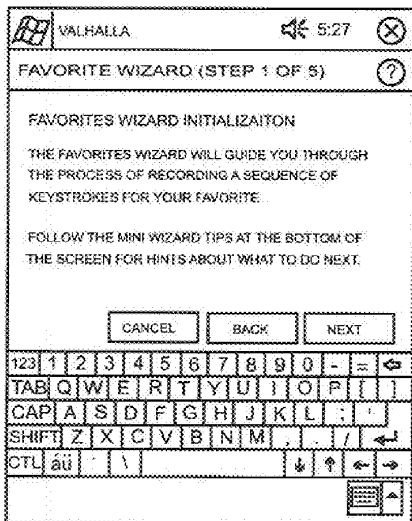 VALHALLA 5:27
FAVORITE WIZARD (STEP 1 OF 5)
?
FAVORITES WIZARD INITIALIZAITON
THE FAVORITES WIZARD WILL GUIDE YOU THROUGH
THE PROCESS OF RECORDING A SEQUENCE OF
KEYSTROKES FOR YOUR FAVORITE
FOLLOW THE MINI WIZARD TIPS AT THE BOTTOM OF
THE SCREEN FOR HINTS ABOUT WHAT TO DO NEXT.
CANCEL BACK NEXT
123 1 2 3 4 5 6 7 8 9 0 - =
TAB Q W E R T Y U I O P [ ]
CAP A S D F G H J K L ; '
SHIFT Z X C V B N M , . /
CTL áü ` \